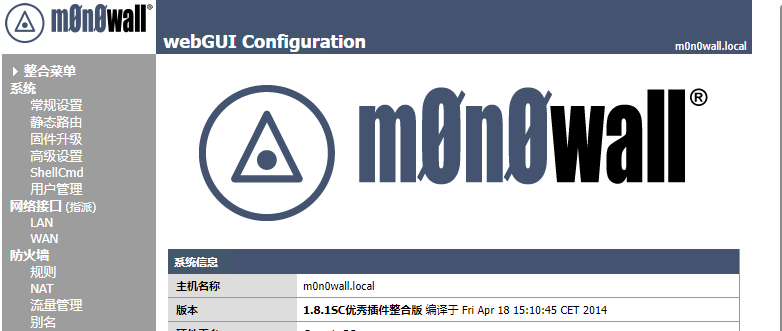 m0n0wall®
webGUI Configuration
m0n0wall.local
整合菜单
系统
常规设置
静态路由
固件升级
高级设置
ShellCmd
用户管理
网络接口 (指派)
LAN
WAN
防火墙
规则
NAT
流量管理
别名
m0n0wall®
系统信息
主机名称 m0n0wall.local
版本 1.8.1SC优秀插件整合版 编译于 Fri Apr 18 15:10:45 CET 2014